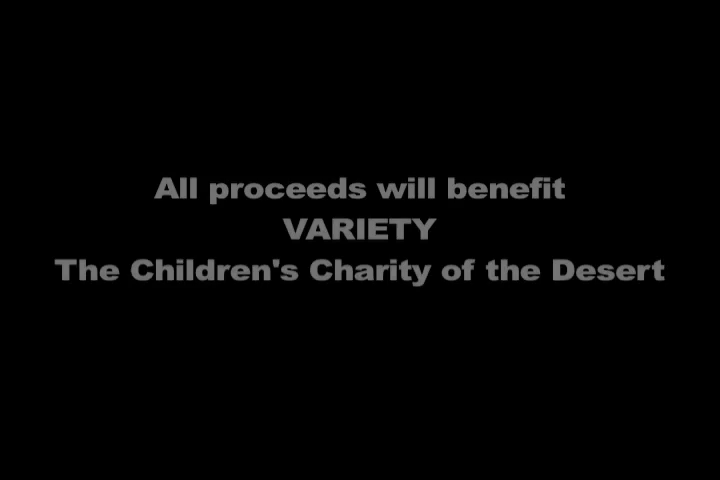 All proceeds will benefit
VARIETY
The Children's Charity of the Desert